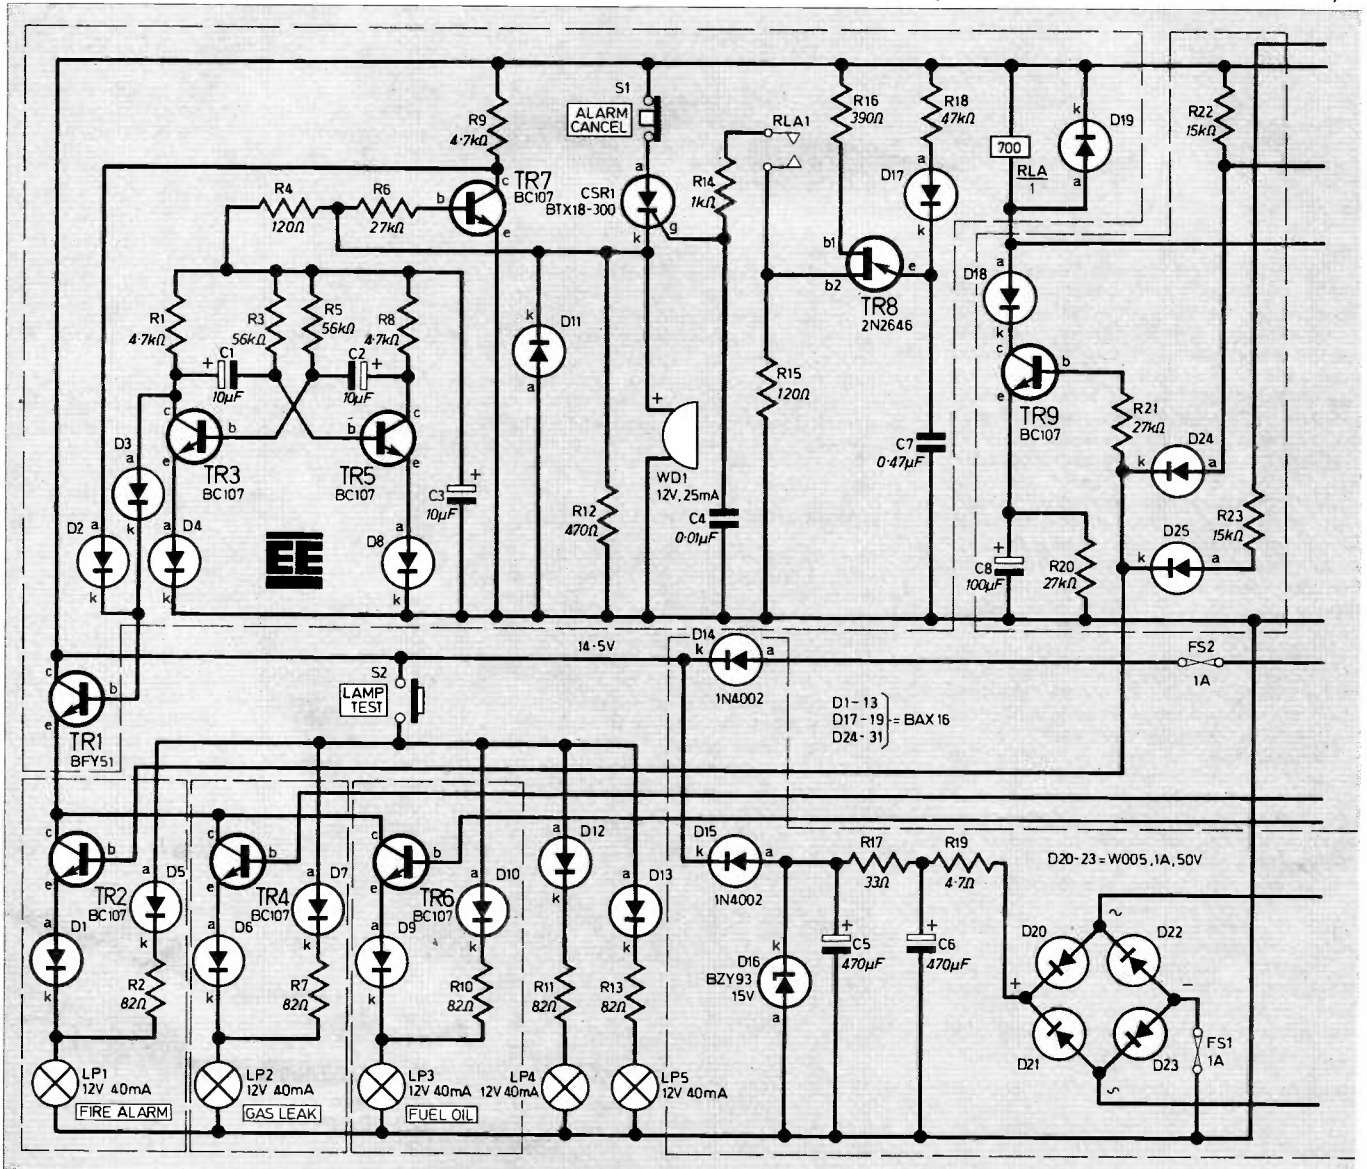 S1
ALARM
CANCEL
R9
4·7kΩ
c
TR7
BC107
b
e
R4
120Ω
R6
27kΩ
a
CSR1
BTX18-300
k
g
R14
1kΩ
RLA1
R16
390Ω
R18
47kΩ
a
D17
k
700
RLA
1
k
D19
a
R22
15kΩ
b1
b2
e
TR8
2N2646
R1
4·7kΩ
R3
56kΩ
R5
56kΩ
R8
4·7kΩ
+
C1
10µF
C2
+
10µF
k
D11
a
a
D18
k
c
b
e
TR9
BC107
R15
120Ω
R21
27kΩ
D24
k
a
c
b
e
TR3
BC107
c
b
e
TR5
BC107
D3
a
k
+
WD1
12V, 25mA
C7
0·47µF
C3
+
10µF
R12
470Ω
C4
0·01µF
R23
15kΩ
D2
a
k
a
D4
k
EE
D8
a
k
C8
+
100µF
R20
27kΩ
D25
k
a
14·5V
D14
k
a
1N4002
FS2
1A
S2
LAMP
TEST
c
b
e
TR1
BFY51
D1-13
D17-19
D24-31
= BAX16
c
b
e
TR2
BC107
D5
a
k
c
b
e
TR4
BC107
D7
a
k
c
b
e
TR6
BC107
D10
a
k
a
D12
k
a
D13
k
D15
k
a
1N4002
R17
33Ω
R19
4·7Ω
D20-23 = W005, 1A, 50V
a
D1
k
R2
82Ω
a
D6
k
R7
82Ω
a
D9
k
R10
82Ω
R11
82Ω
R13
82Ω
k
D16
BZY93
15V
a
+
C5
470µF
+
C6
470µF
~
D20
D22
+
−
D21
D23
~
FS1
1A
LP1
12V 40mA
FIRE ALARM
LP2
12V 40mA
GAS LEAK
LP3
12V 40mA
FUEL OIL
LP4
12V 40mA
LP5
12V 40mA